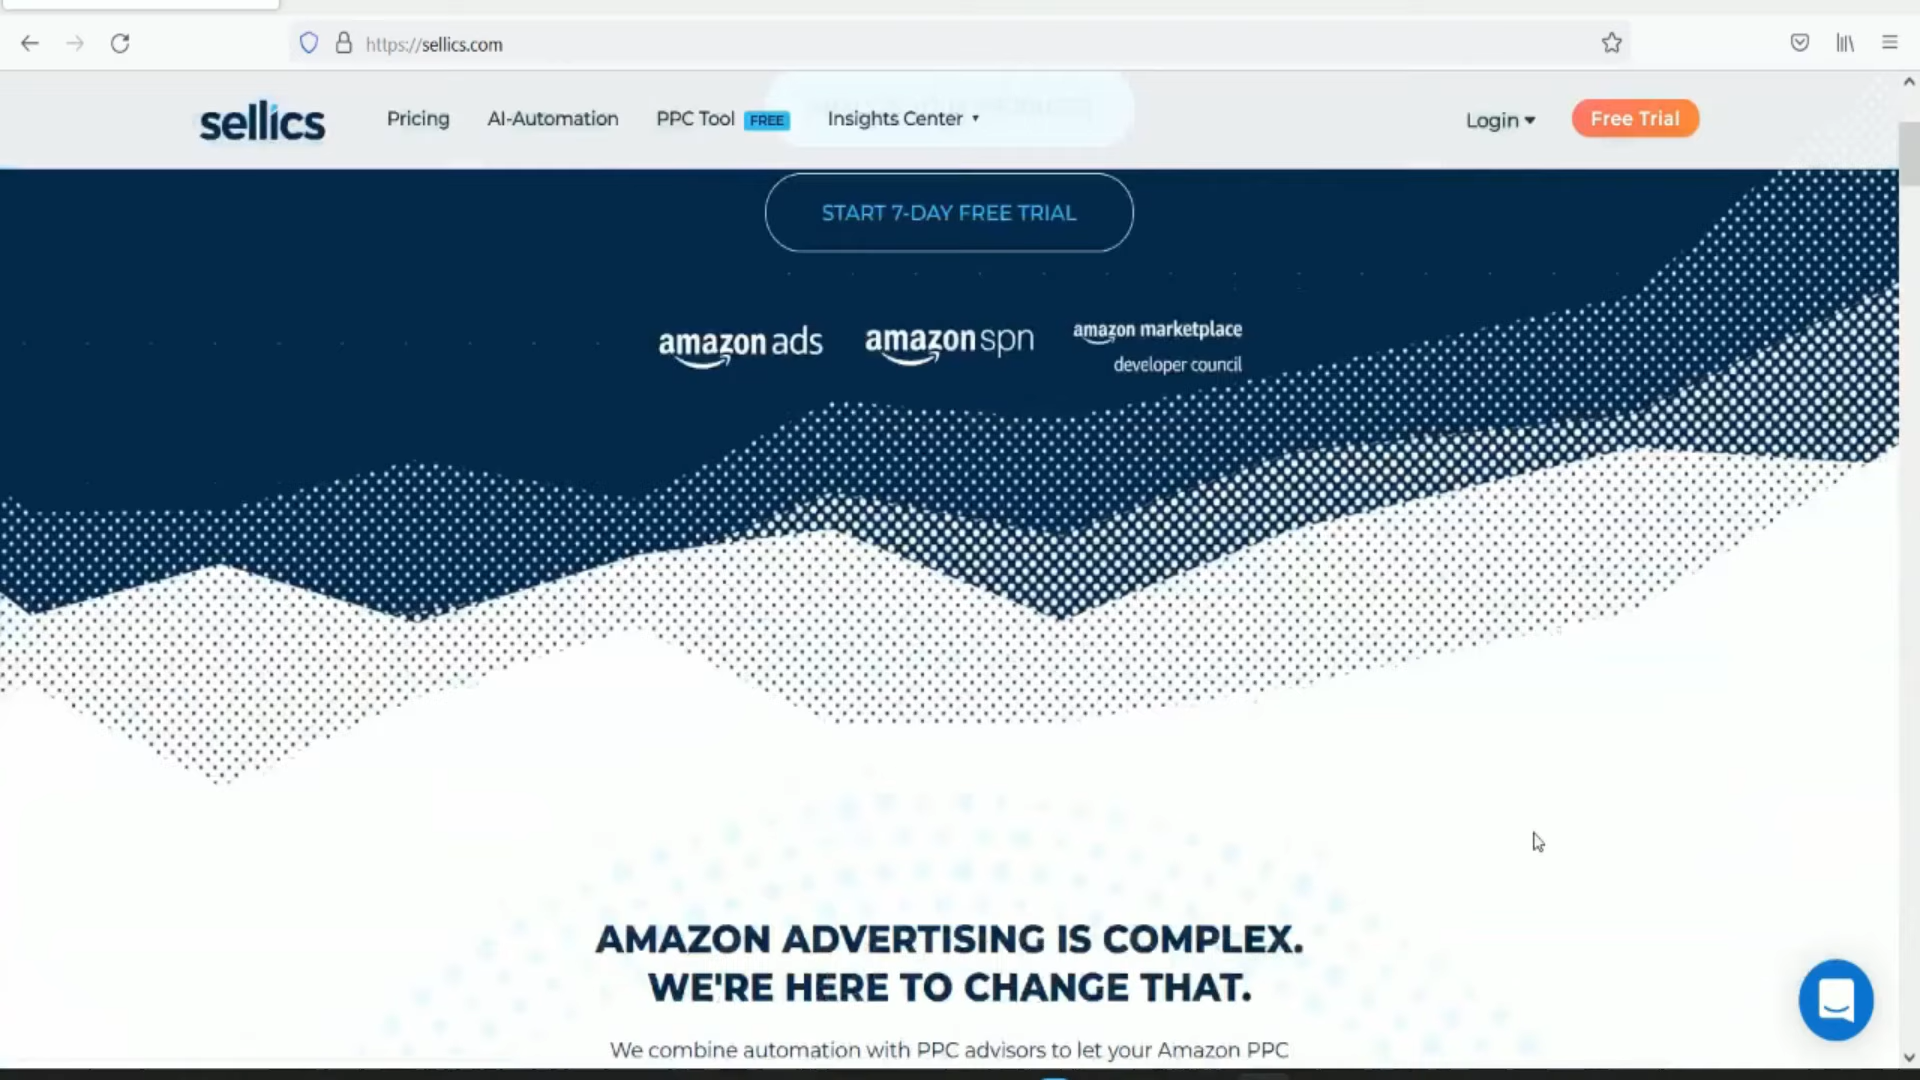 https://sellics.com
sellics
Pricing
AI-Automation
PPC Tool FREE
Insights Center
Login
Free Trial
START 7-DAY FREE TRIAL
amazon ads
amazon spn
amazon marketplace
developer council
AMAZON ADVERTISING IS COMPLEX.
WE'RE HERE TO CHANGE THAT.
We combine automation with PPC advisors to let your Amazon PPC